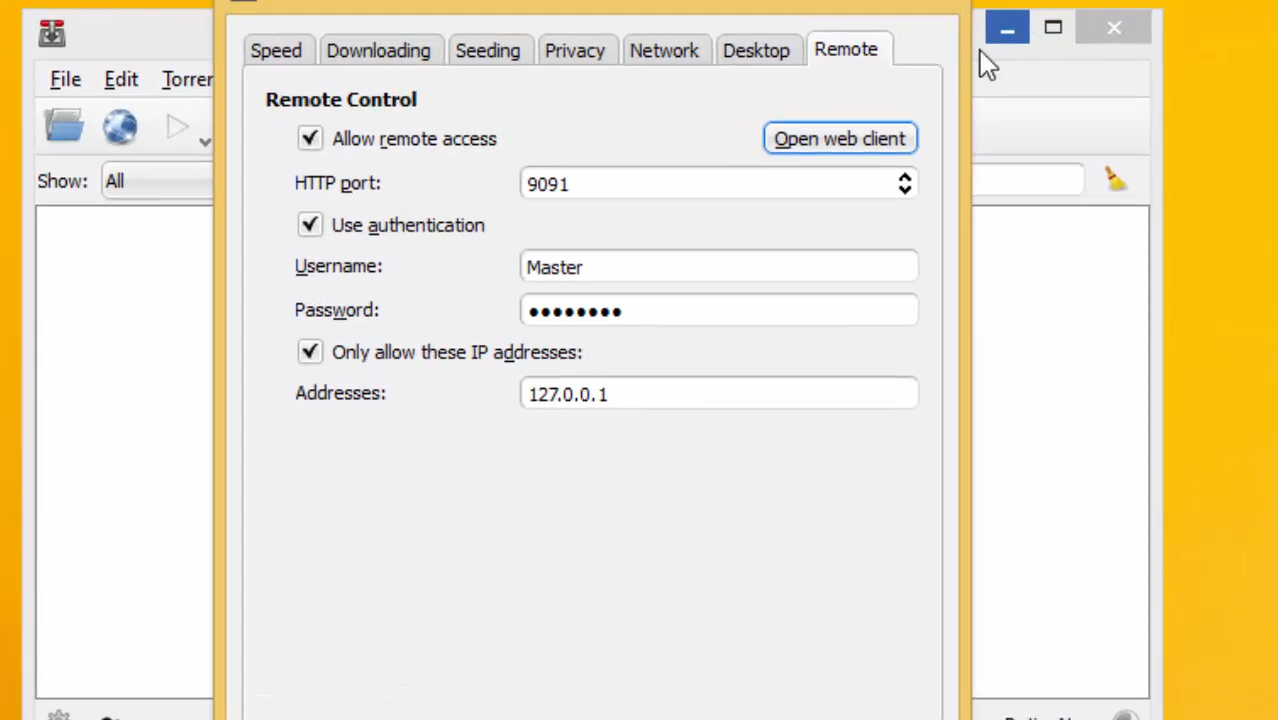 Speed Downloading Seeding Privacy Network Desktop Remote
File Edit Torren
Remote Control
Allow remote access Open web client
HTTP port: 9091
Show: All
Use authentication
Username: Master
Password: ●●●●●●●●
Only allow these IP addresses:
Addresses: 127.0.0.1